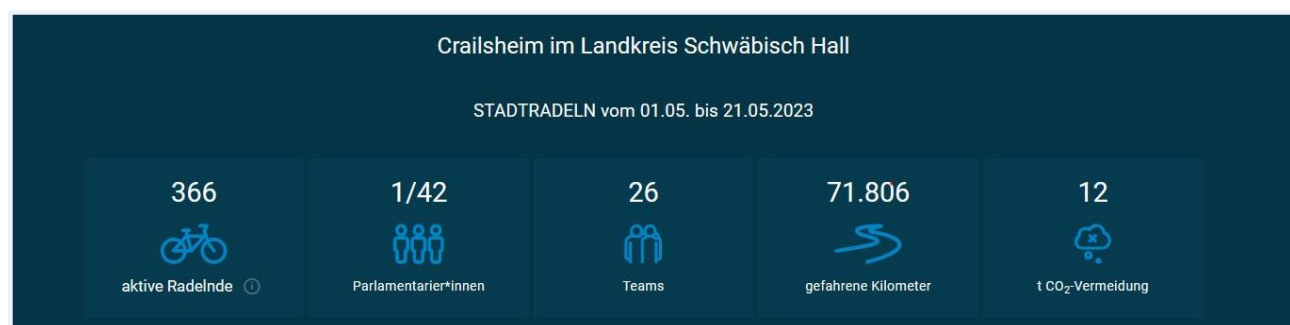 Crailsheim im Landkreis Schwäbisch Hall
STADTRADELN vom 01.05. bis 21.05.2023
366
aktive Radelnde
1/42
Parlamentarier*innen
26
Teams
71.806
gefahrene Kilometer
12
t CO₂-Vermeidung